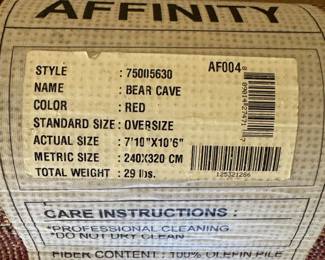 AFFINITY
STYLE : 75005630 AF004
NAME : BEAR CAVE
COLOR : RED
STANDARD SIZE : OVERSIZE
ACTUAL SIZE : 7'10"X10'6"
METRIC SIZE : 240X320 CM
TOTAL WEIGHT : 29 lbs.
125321286
CARE INSTRUCTIONS :
*PROFESSIONAL CLEANING
*DO NOT DRY CLEAN
FIBER CONTENT : 100% OLEFIN PILE